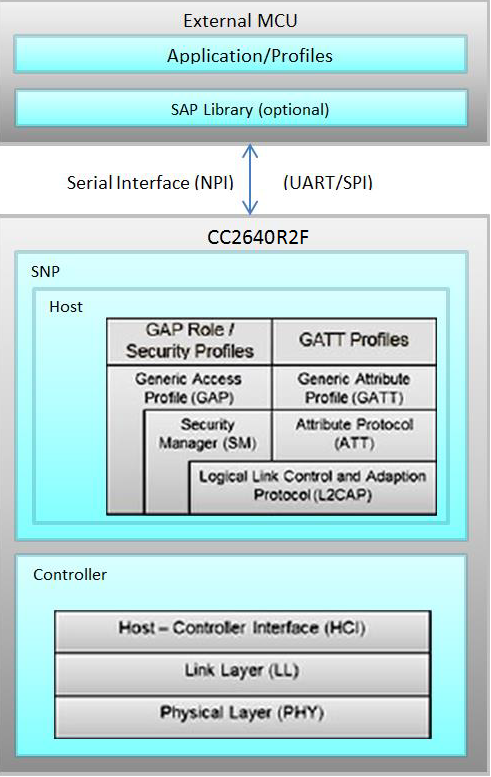 External MCU
Application/Profiles
SAP Library (optional)
Serial Interface (NPI) (UART/SPI)
CC2640R2F
SNP
Host
GAP Role /
Security Profiles
GATT Profiles
Generic Access
Profile (GAP)
Generic Attribute
Profile (GATT)
Security
Manager (SM)
Attribute Protocol
(ATT)
Logical Link Control and Adaption
Protocol (L2CAP)
Controller
Host – Controller Interface (HCI)
Link Layer (LL)
Physical Layer (PHY)